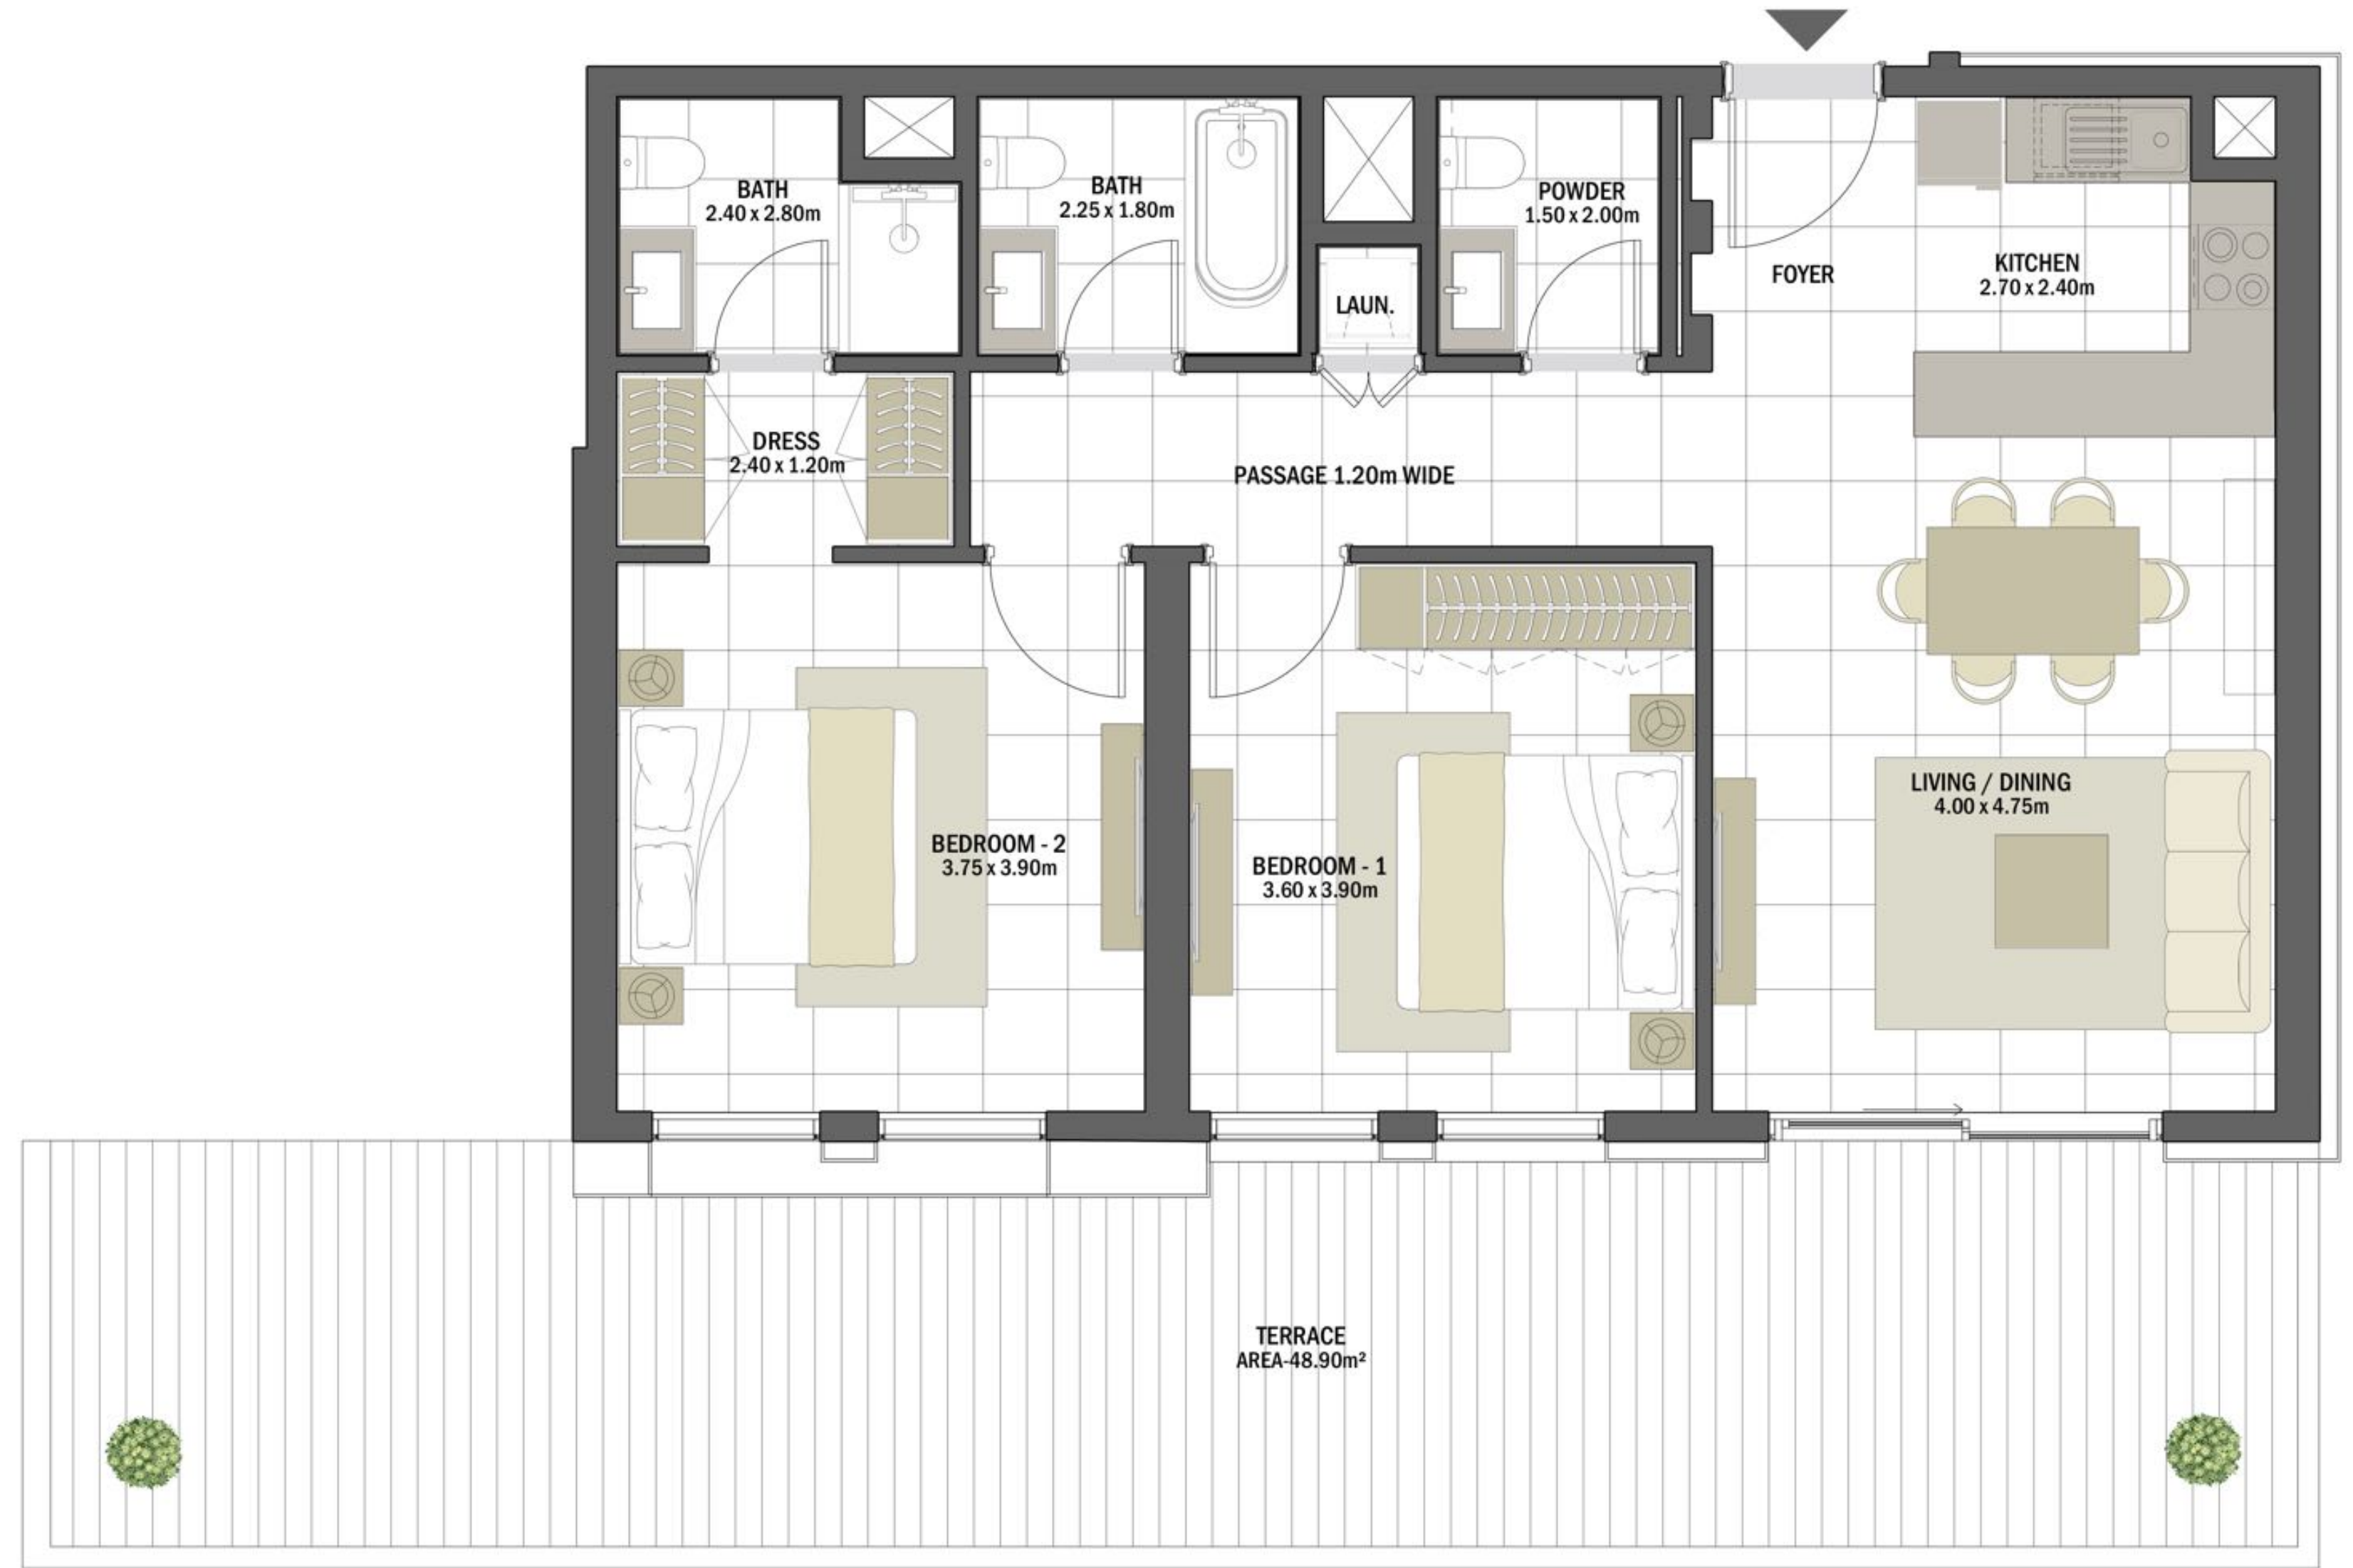 BATH
2.40 x 2.80m
BATH
2.25 x 1.80m
POWDER
1.50 x 2.00m
LAUN.
FOYER
KITCHEN
2.70 x 2.40m
DRESS
2.40 x 1.20m
PASSAGE 1.20m WIDE
BEDROOM - 2
3.75 x 3.90m
BEDROOM - 1
3.60 x 3.90m
LIVING / DINING
4.00 x 4.75m
TERRACE
AREA-48.90m²